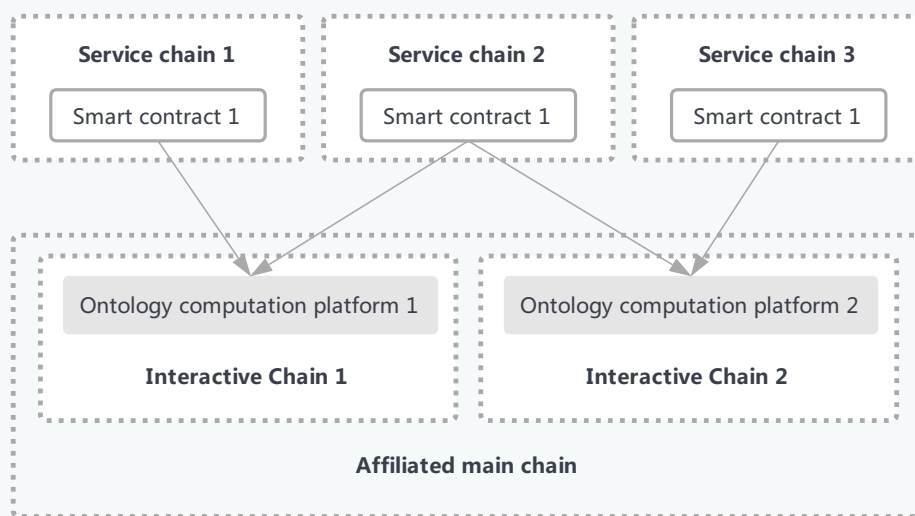 Service chain 1
Service chain 2
Service chain 3
Smart contract 1
Smart contract 1
Smart contract 1
Ontology computation platform 1
Ontology computation platform 2
Interactive Chain 1
Interactive Chain 2
Affiliated main chain